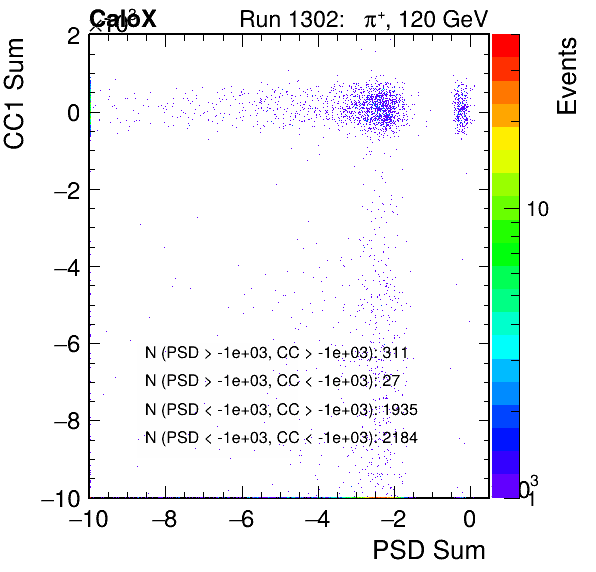 CaloX Run 1302: π+, 120 GeV
CC1 Sum
Events
2
0
−2
−4
−6
−8
−10
N (PSD > -1e+03, CC > -1e+03): 311
N (PSD > -1e+03, CC < -1e+03): 27
N (PSD < -1e+03, CC > -1e+03): 1935
N (PSD < -1e+03, CC < -1e+03): 2184
10
1
−10 −8 −6 −4 −2 0
PSD Sum